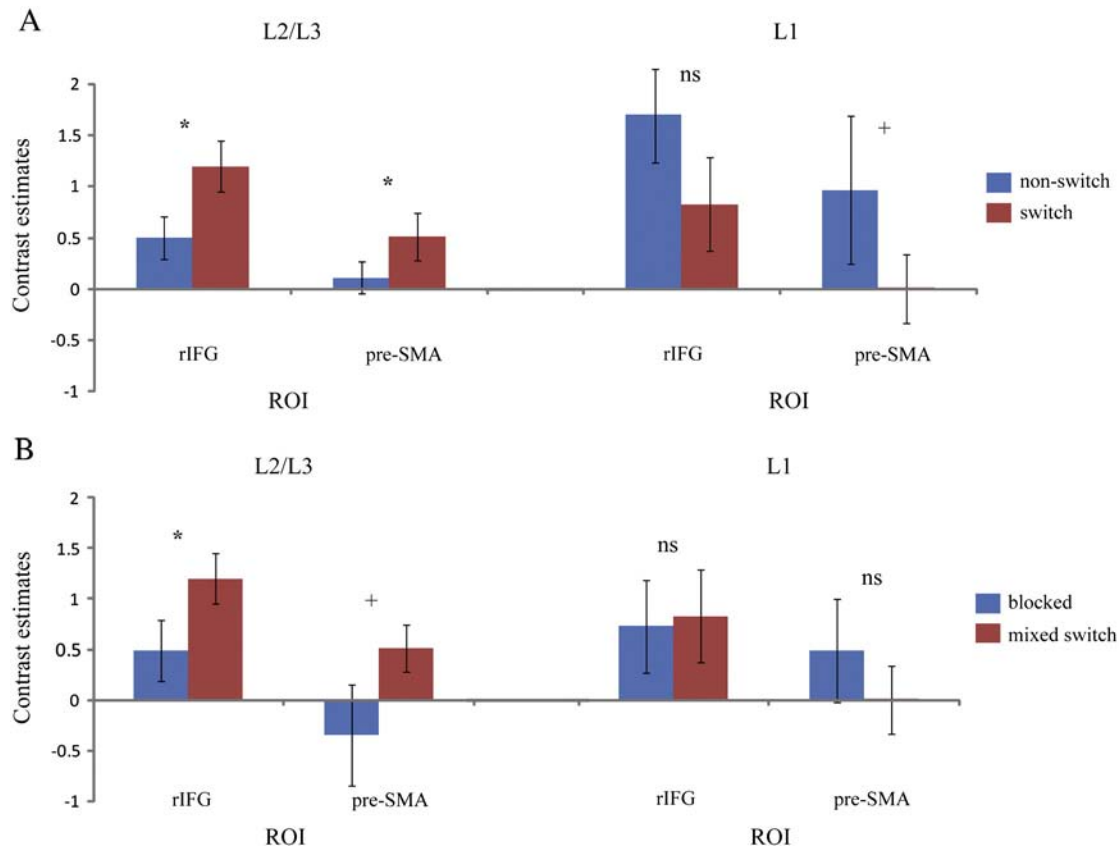 A
L2/L3
L1
Contrast estimates
2
1.5
1
0.5
0
-0.5
-1
*
*
ns
+
rIFG
pre-SMA
rIFG
pre-SMA
ROI
ROI
non-switch
switch
B
L2/L3
L1
Contrast estimates
2
1.5
1
0.5
0
-0.5
-1
*
+
ns
ns
rIFG
pre-SMA
rIFG
pre-SMA
ROI
ROI
blocked
mixed switch